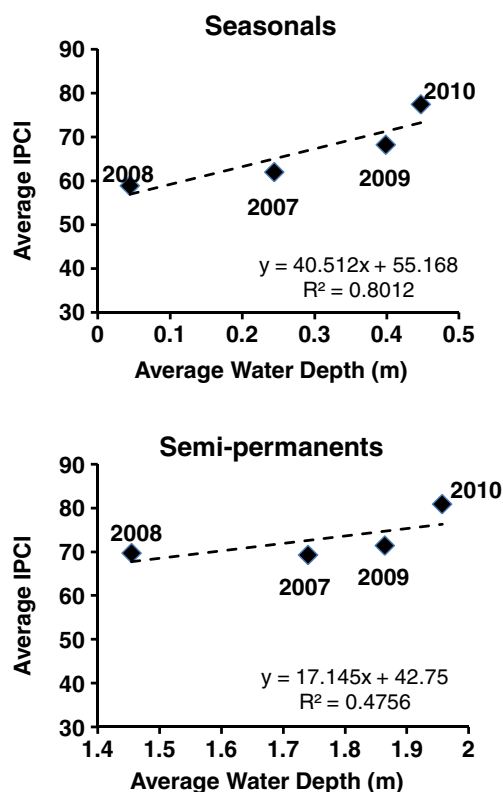 Seasonals
90
80
70
60
50
40
30
Average IPCI
2008
2007
2009
2010
y = 40.512x + 55.168
R² = 0.8012
0 0.1 0.2 0.3 0.4 0.5
Average Water Depth (m)
Semi-permanents
90
80
70
60
50
40
30
Average IPCI
2008
2007
2009
2010
y = 17.145x + 42.75
R² = 0.4756
1.4 1.5 1.6 1.7 1.8 1.9 2
Average Water Depth (m)